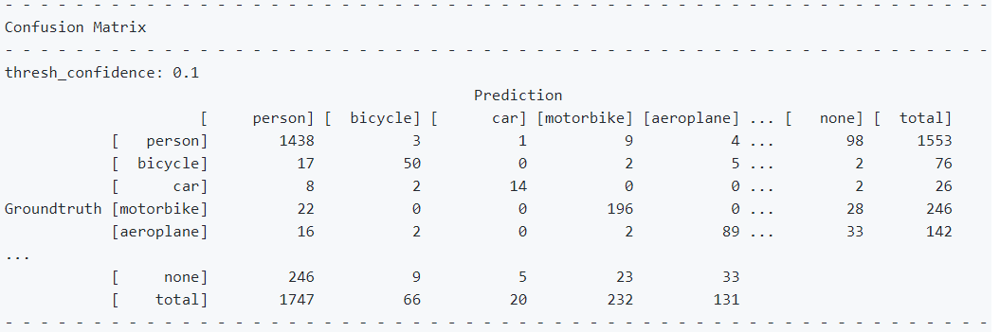 - - - - - - - - - - - - - - - - - - - - - - - - - - - - - - - - - - - - - - - - - - - - - - - - - - - -
Confusion Matrix
- - - - - - - - - - - - - - - - - - - - - - - - - - - - - - - - - - - - - - - - - - - - - - - - - - - -
thresh_confidence: 0.1
Prediction
[ person] [ bicycle] [ car] [motorbike] [aeroplane] ... [ none] [ total]
[ person] 1438 3 1 9 4 ... 98 1553
[ bicycle] 17 50 0 2 5 ... 2 76
[ car] 8 2 14 0 0 ... 2 26
Groundtruth [motorbike] 22 0 0 196 0 ... 28 246
[aeroplane] 16 2 0 2 89 ... 33 142
...
[ none] 246 9 5 23 33
[ total] 1747 66 20 232 131
- - - - - - - - - - - - - - - - - - - - - - - - - - - - - - - - - - - - - - - - - - - - - - - - - - - -